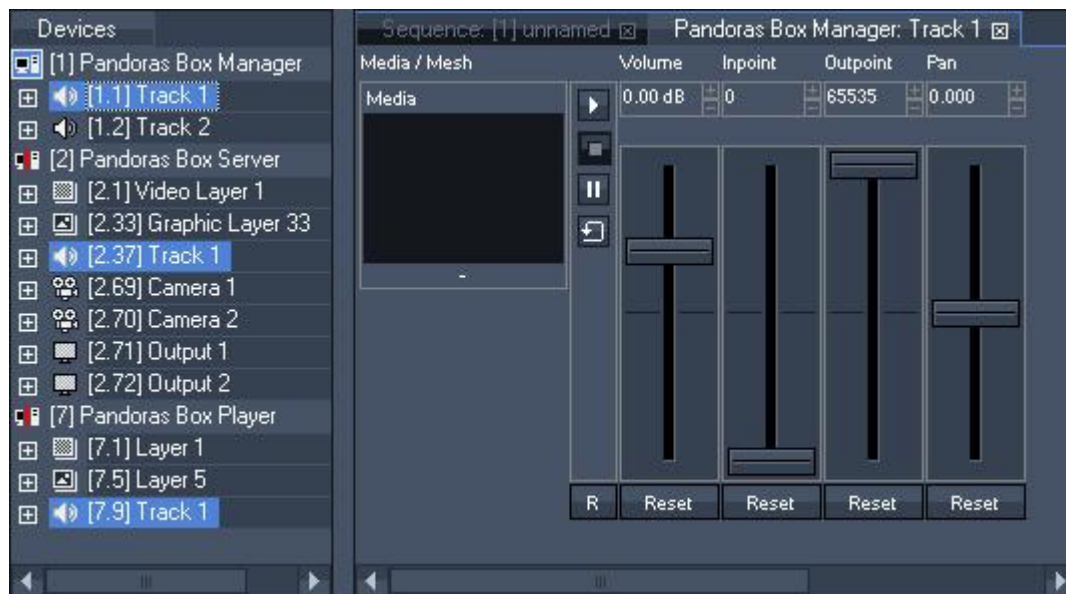 Devices
[1] Pandoras Box Manager
[1.1] Track 1
[1.2] Track 2
[2] Pandoras Box Server
[2.1] Video Layer 1
[2.33] Graphic Layer 33
[2.37] Track 1
[2.69] Camera 1
[2.70] Camera 2
[2.71] Output 1
[2.72] Output 2
[7] Pandoras Box Player
[7.1] Layer 1
[7.5] Layer 5
[7.9] Track 1
Sequence: [1] unnamed Pandoras Box Manager: Track 1
Media / Mesh Volume Inpoint Outpoint Pan
Media 0.00 dB 0 65535 0.000
-
R Reset Reset Reset Reset